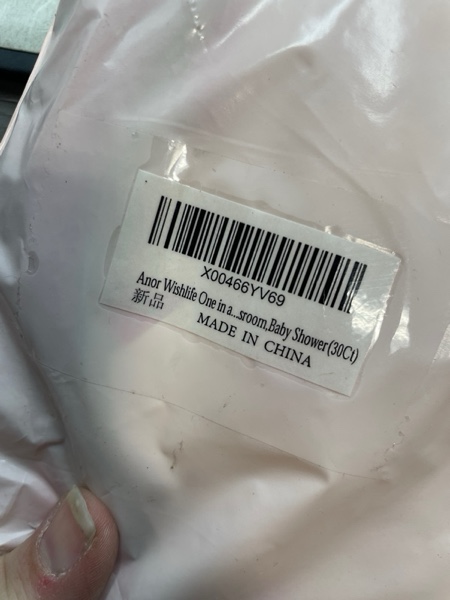 X00466YV69
Anor Wishlife One in a...sroom,Baby Shower(30Ct)
新品
MADE IN CHINA